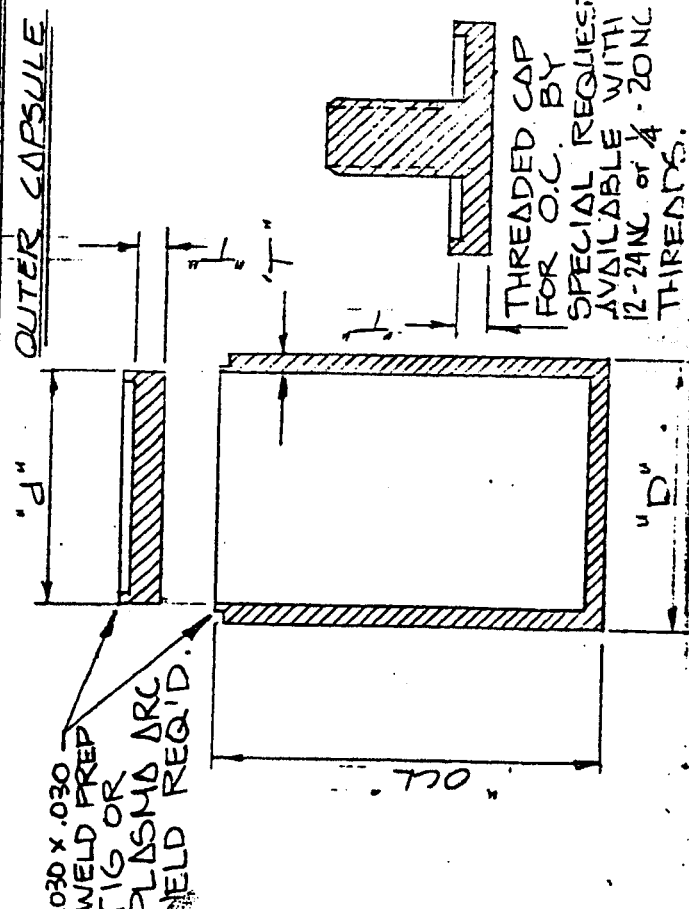 OUTER CAPSULE
"d"
"T"
"T"
"T"
.030 x .030
WELD PREP
TIG OR
PLASMA ARC
WELD REQ'D.
"OCL"
"D"
THREADED CAP
FOR O.C. BY
SPECIAL REQUEST
AVAILABLE WITH
12-24NC or 1/4-20NC
THREADS.